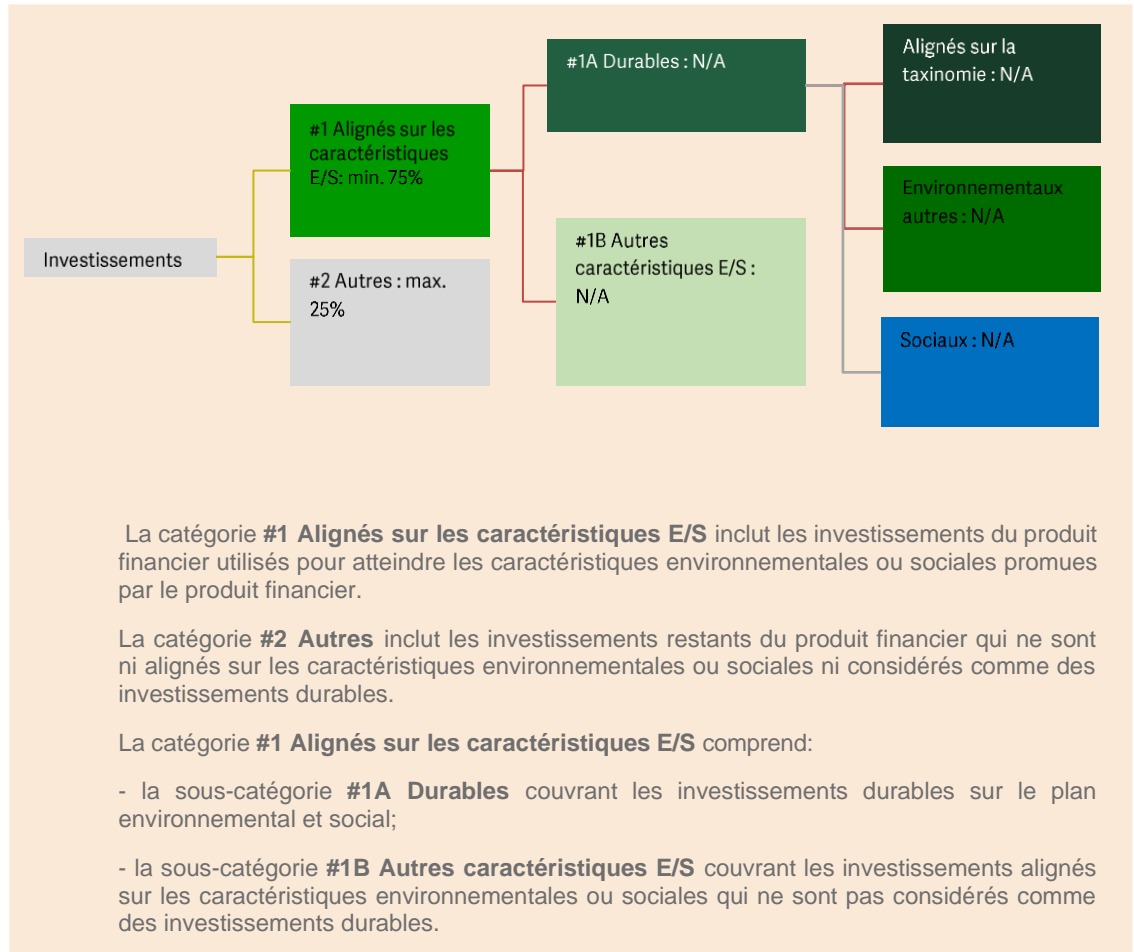 #1A Durables : N/A
Alignés sur la
taxinomie : N/A
#1 Alignés sur les
caractéristiques
E/S: min. 75%
Environnementaux
autres : N/A
Investissements
#2 Autres : max.
25%
#1B Autres
caractéristiques E/S :
N/A
Sociaux : N/A
La catégorie #1 Alignés sur les caractéristiques E/S inclut les investissements du produit
financier utilisés pour atteindre les caractéristiques environnementales ou sociales promues
par le produit financier.
La catégorie #2 Autres inclut les investissements restants du produit financier qui ne sont
ni alignés sur les caractéristiques environnementales ou sociales ni considérés comme des
investissements durables.
La catégorie #1 Alignés sur les caractéristiques E/S comprend:
- la sous-catégorie #1A Durables couvrant les investissements durables sur le plan
environnemental et social;
- la sous-catégorie #1B Autres caractéristiques E/S couvrant les investissements alignés
sur les caractéristiques environnementales ou sociales qui ne sont pas considérés comme
des investissements durables.